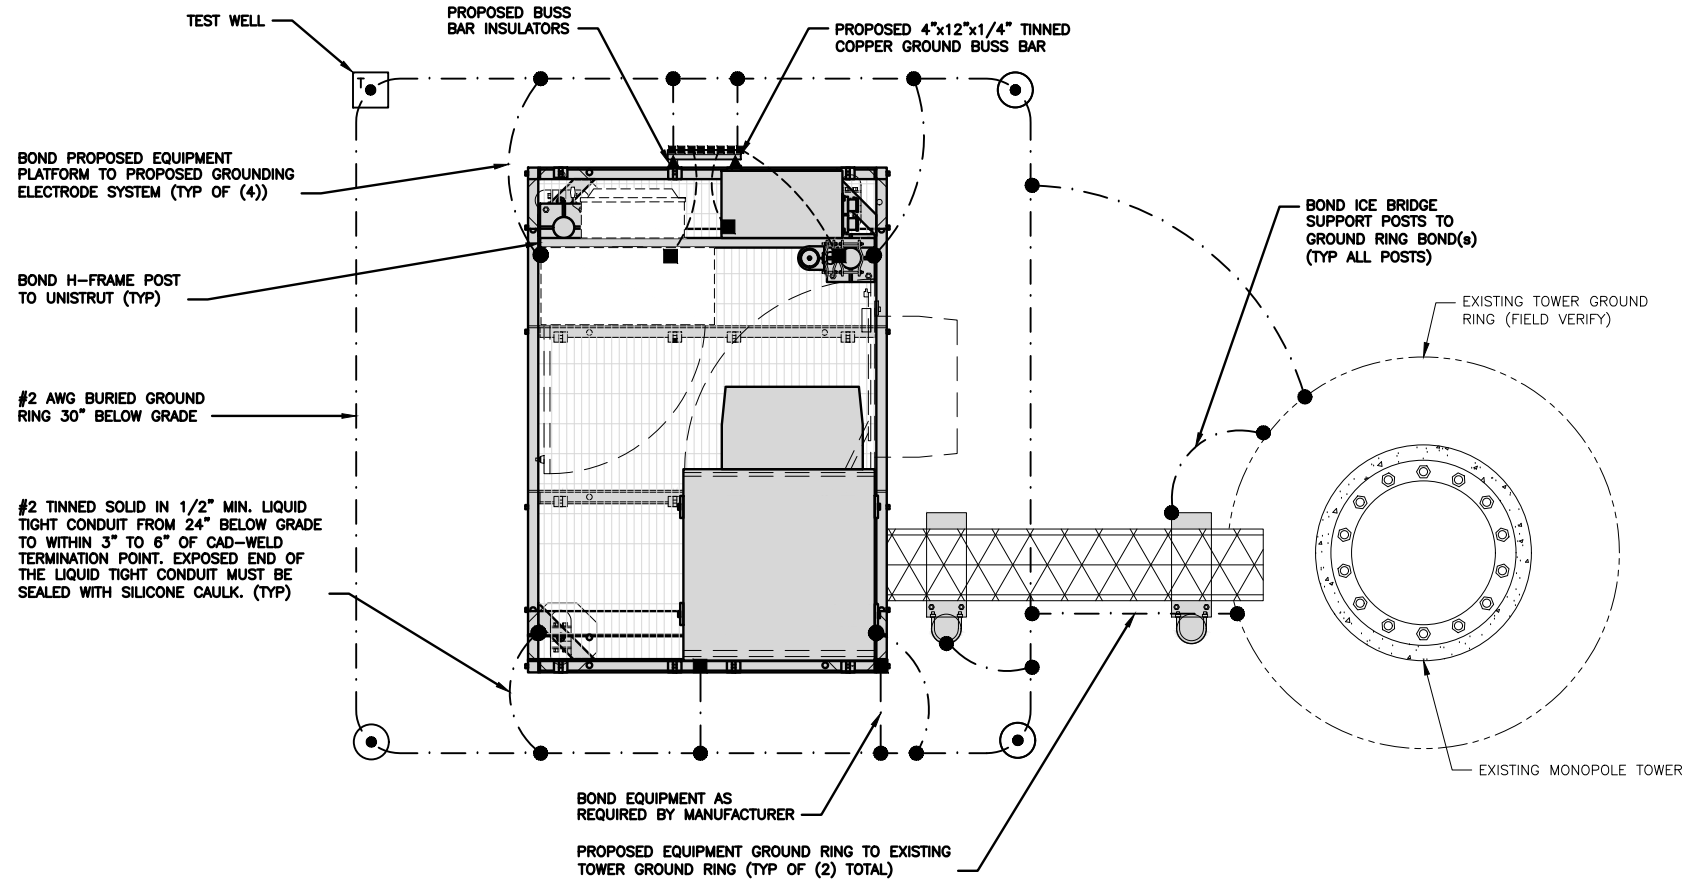 TEST WELL
PROPOSED BUSS
BAR INSULATORS
PROPOSED 4"x12"x1/4" TINNED
COPPER GROUND BUSS BAR
T
BOND PROPOSED EQUIPMENT
PLATFORM TO PROPOSED GROUNDING
ELECTRODE SYSTEM (TYP OF (4))
BOND ICE BRIDGE
SUPPORT POSTS TO
GROUND RING BOND(s)
(TYP ALL POSTS)
BOND H-FRAME POST
TO UNISTRUT (TYP)
EXISTING TOWER GROUND
RING (FIELD VERIFY)
#2 AWG BURIED GROUND
RING 30" BELOW GRADE
#2 TINNED SOLID IN 1/2" MIN. LIQUID
TIGHT CONDUIT FROM 24" BELOW GRADE
TO WITHIN 3" TO 6" OF CAD-WELD
TERMINATION POINT. EXPOSED END OF
THE LIQUID TIGHT CONDUIT MUST BE
SEALED WITH SILICONE CAULK. (TYP)
EXISTING MONOPOLE TOWER
BOND EQUIPMENT AS
REQUIRED BY MANUFACTURER
PROPOSED EQUIPMENT GROUND RING TO EXISTING
TOWER GROUND RING (TYP OF (2) TOTAL)